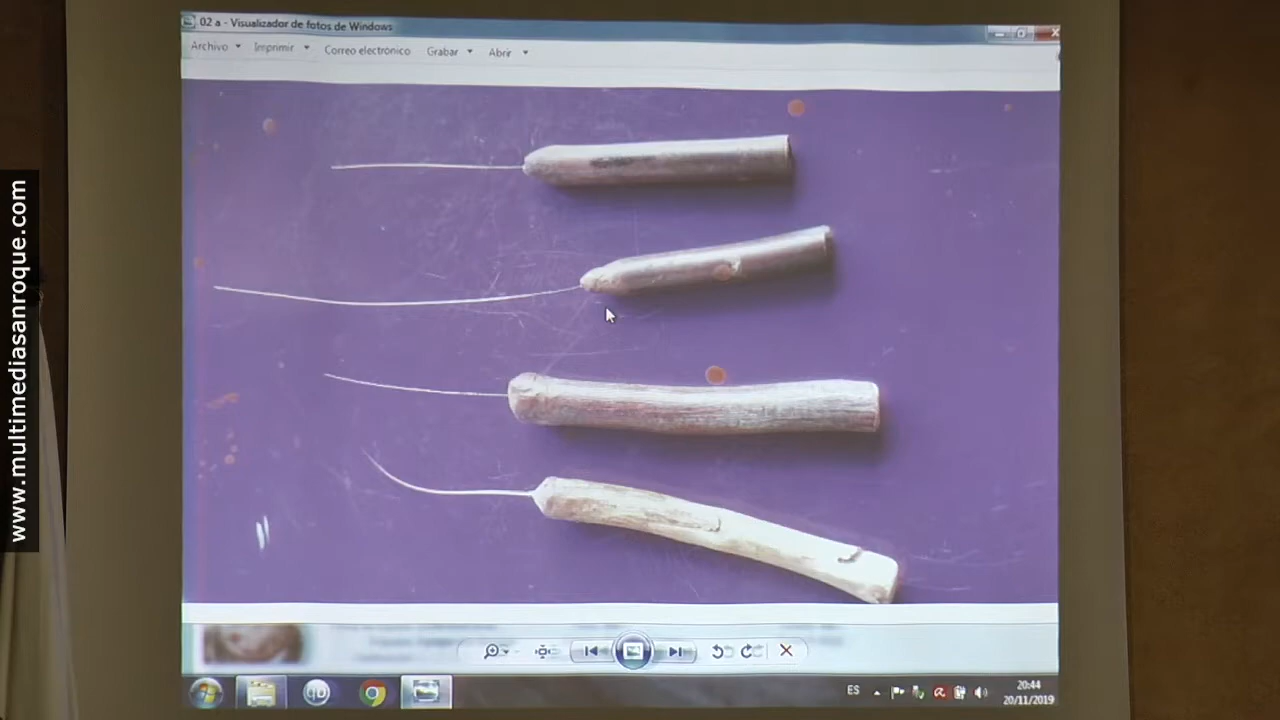 02 a - Visualizador de fotos de Windows
Archivo Imprimir Correo electrónico Grabar Abrir
www.multimediasanroque.com
ES
20:44
20/11/2019